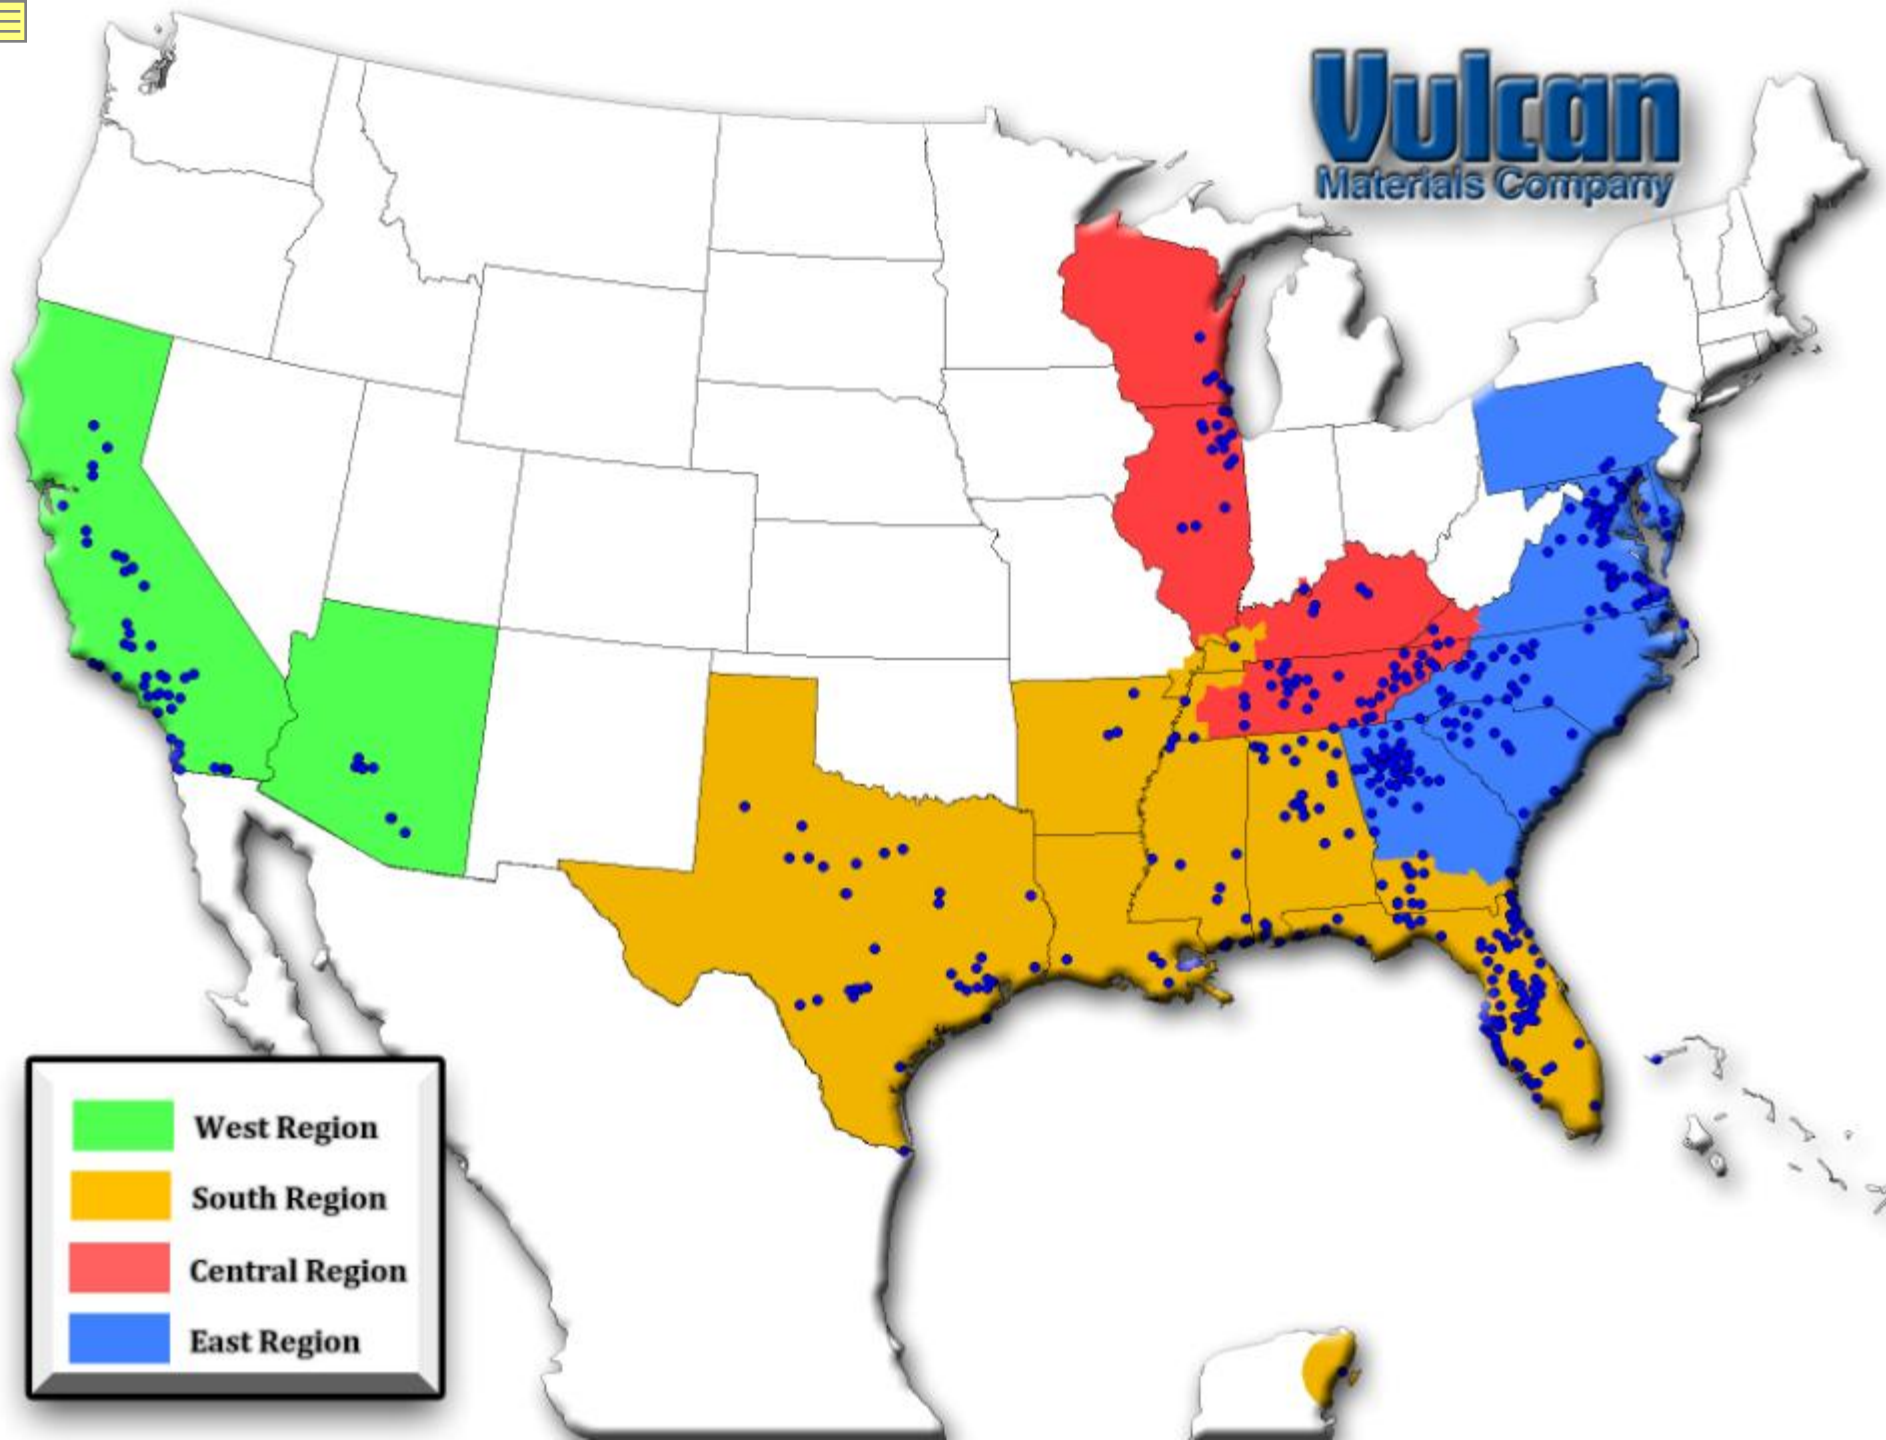 Vulcan
Materials Company
West Region
South Region
Central Region
East Region